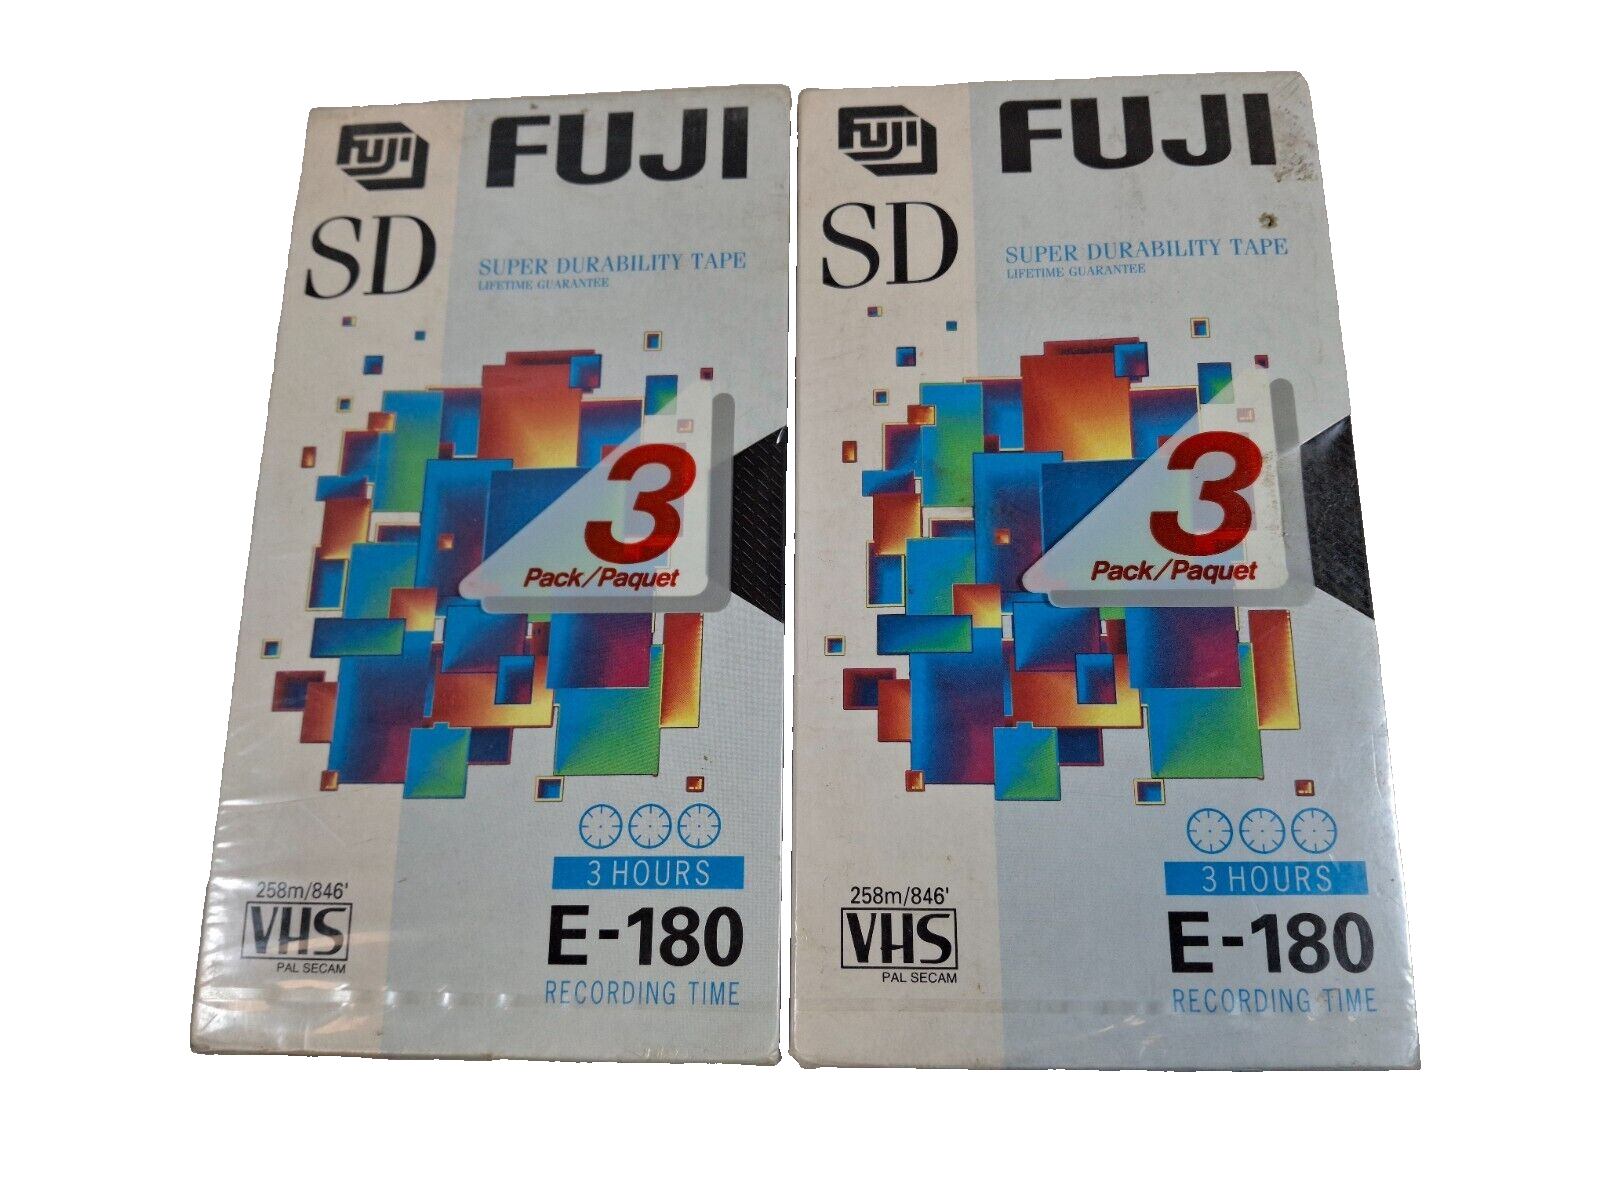 FUJI FUJI
SD
SUPER DURABILITY TAPE
LIFETIME GUARANTEE
3
Pack/Paquet
3 HOURS
258m/846'
VHS
PAL SECAM
E-180
RECORDING TIME
FUJI FUJI
SD
SUPER DURABILITY TAPE
LIFETIME GUARANTEE
3
Pack/Paquet
3 HOURS
258m/846'
VHS
PAL SECAM
E-180
RECORDING TIME